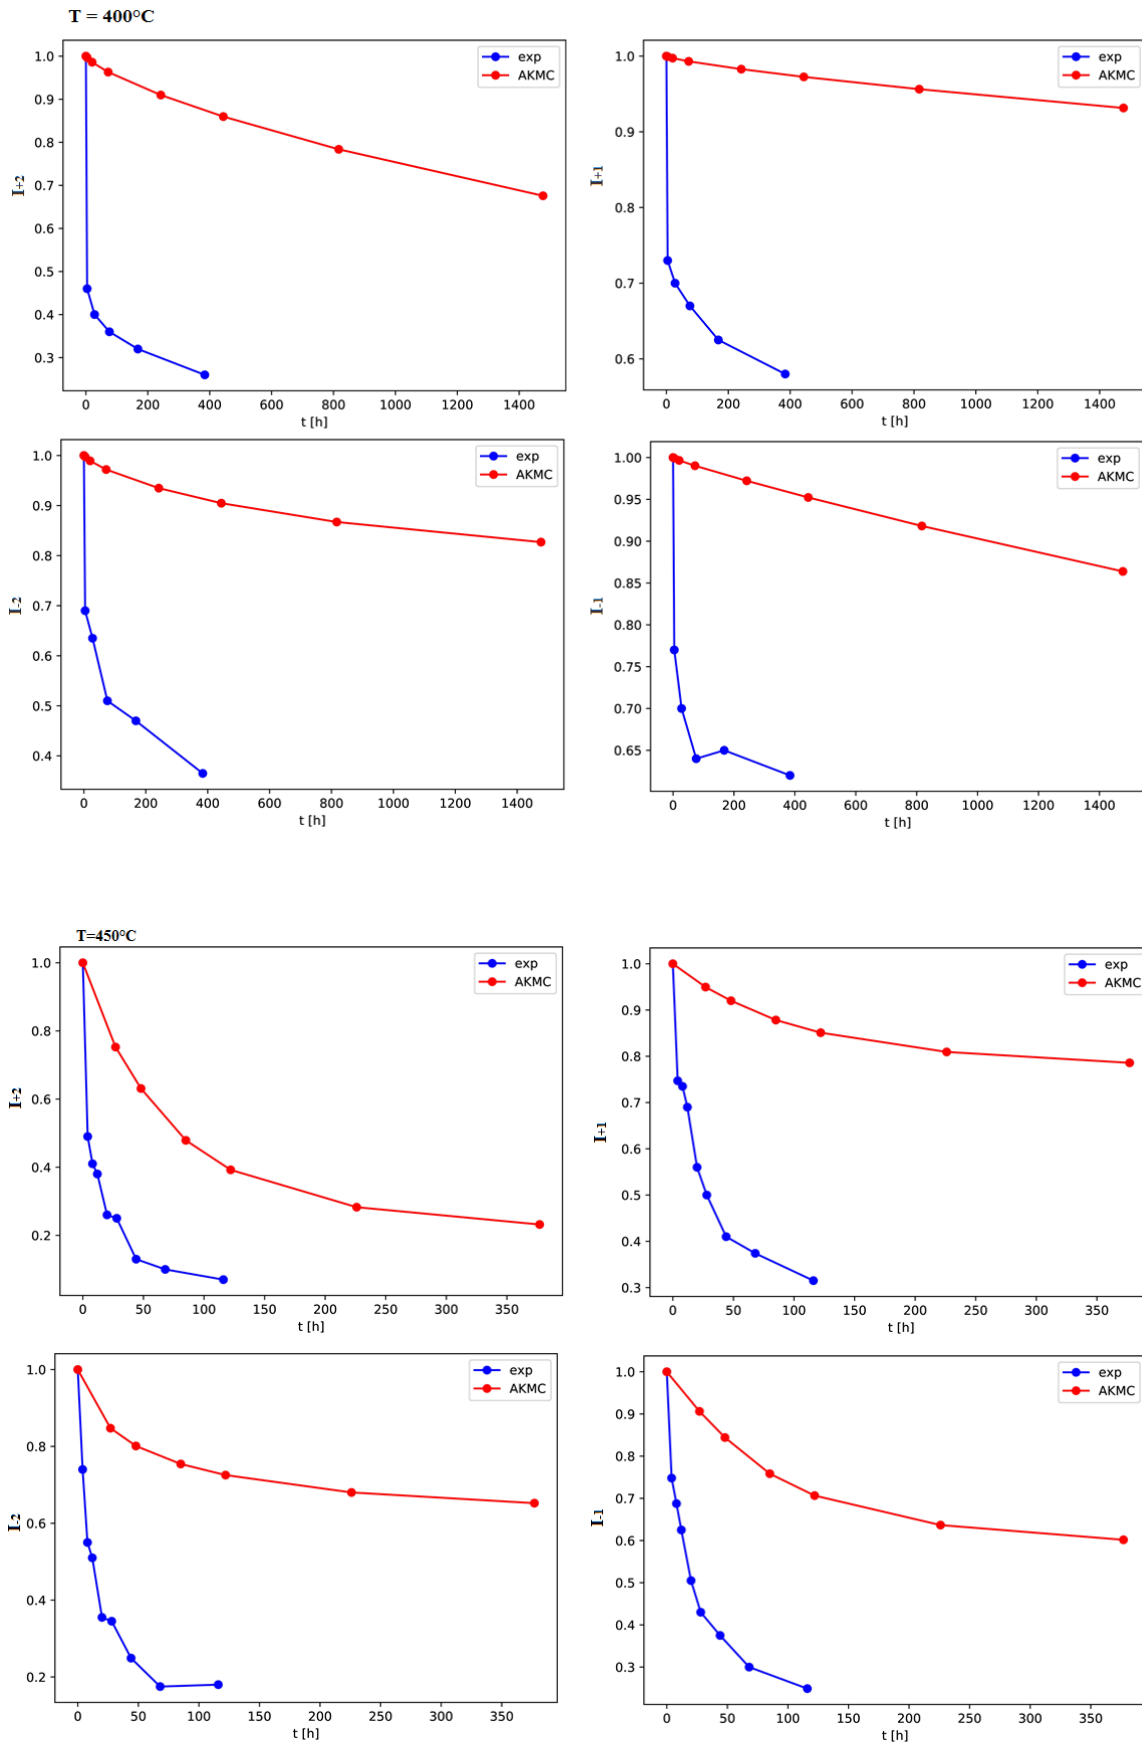 T = 400°C
exp
AKMC
1.0
0.9
0.8
0.7
0.6
0.5
0.4
0.3
I+2
0 200 400 600 800 1000 1200 1400
t [h]
exp
AKMC
1.0
0.9
0.8
0.7
0.6
I+1
0 200 400 600 800 1000 1200 1400
t [h]
exp
AKMC
1.0
0.9
0.8
0.7
0.6
0.5
0.4
I-2
0 200 400 600 800 1000 1200 1400
t [h]
exp
AKMC
1.00
0.95
0.90
0.85
0.80
0.75
0.70
0.65
I-1
0 200 400 600 800 1000 1200 1400
t [h]
T=450°C
exp
AKMC
1.0
0.8
0.6
0.4
0.2
I+2
0 50 100 150 200 250 300 350
t [h]
exp
AKMC
1.0
0.9
0.8
0.7
0.6
0.5
0.4
0.3
I+1
0 50 100 150 200 250 300 350
t [h]
exp
AKMC
1.0
0.8
0.6
0.4
0.2
I-2
0 50 100 150 200 250 300 350
t [h]
exp
AKMC
1.0
0.9
0.8
0.7
0.6
0.5
0.4
0.3
I-1
0 50 100 150 200 250 300 350
t [h]